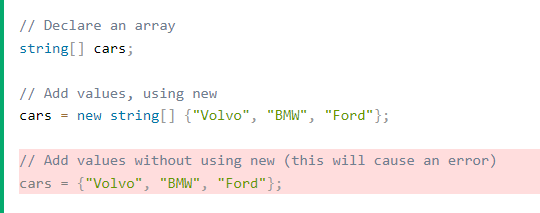 // Declare an array
string[] cars;
// Add values, using new
cars = new string[] {"Volvo", "BMW", "Ford"};
// Add values without using new (this will cause an error)
cars = {"Volvo", "BMW", "Ford"};